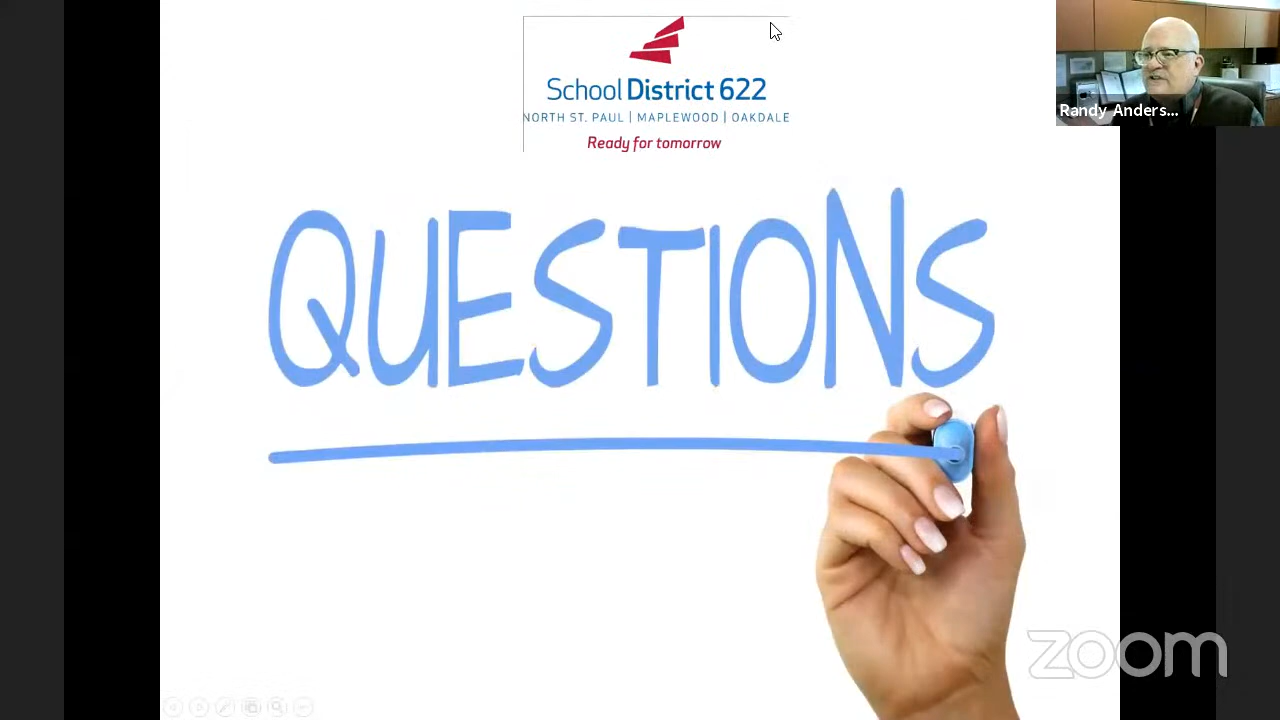 School District 622
NORTH ST. PAUL | MAPLEWOOD | OAKDALE
Ready for tomorrow
Randy Anders...
QUESTIONS
zoom